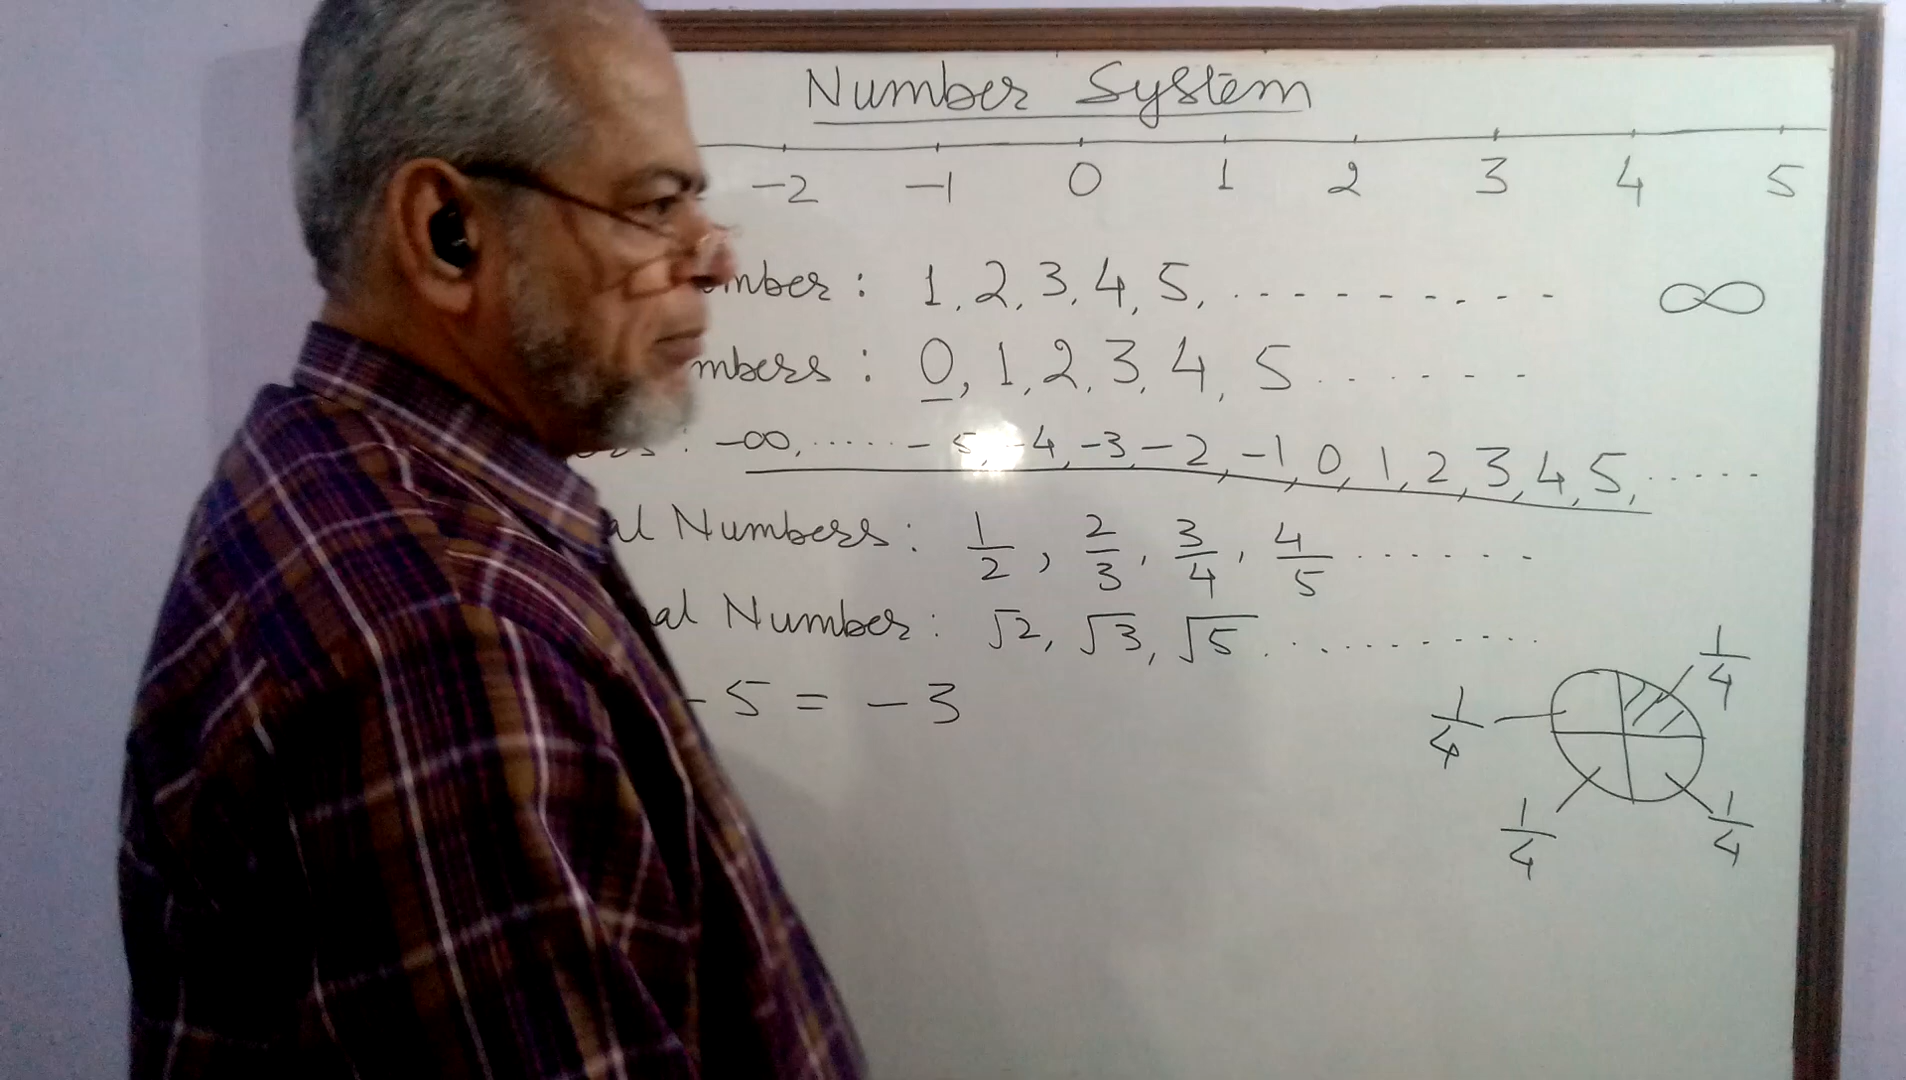 Number System
-2 -1 0 1 2 3 4 5
mber : 1, 2, 3, 4, 5, .......... ∞
mbers : 0, 1, 2, 3, 4, 5 ......
: -∞, ..... -5, -4, -3, -2, -1, 0, 1, 2, 3, 4, 5, .....
al Numbers : 1/2, 2/3, 3/4, 4/5 .......
al Number : √2, √3, √5 ...........
- 5 = -3
1/4
1/4
1/4
1/4